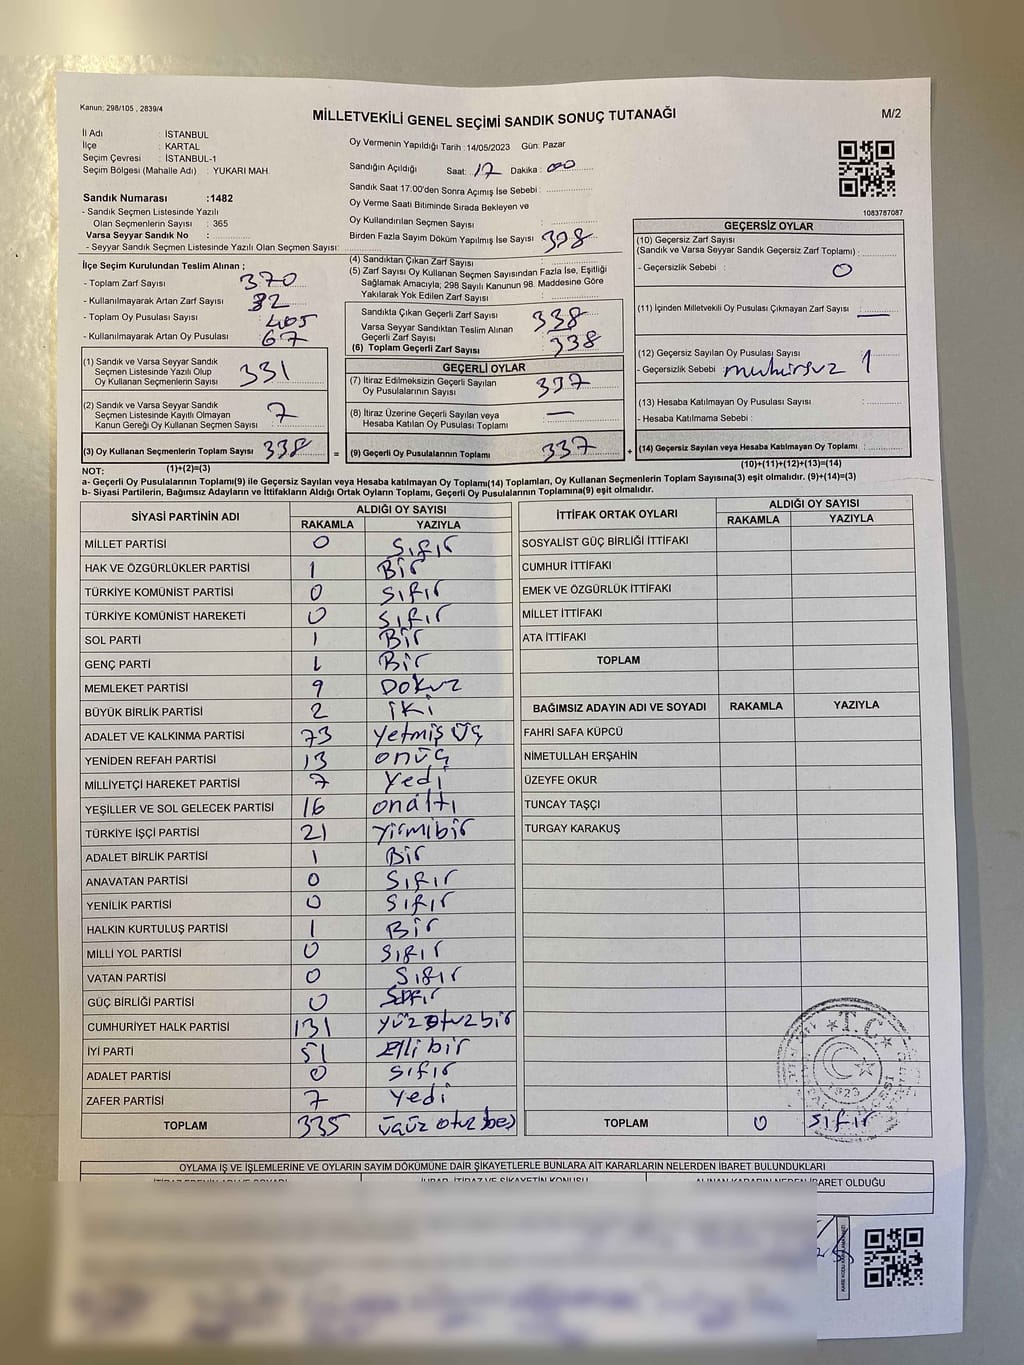 Kanun; 298/105 , 2839/4
MİLLETVEKİLİ GENEL SEÇİMİ SANDIK SONUÇ TUTANAĞI
M/2
İl Adı : İSTANBUL
İlçe : KARTAL
Seçim Çevresi : İSTANBUL-1
Seçim Bölgesi (Mahalle Adı) : YUKARI MAH.
Sandık Numarası :1482
- Sandık Seçmen Listesinde Yazılı
Olan Seçmenlerin Sayısı : 365
Varsa Seyyar Sandık No :
- Seyyar Sandık Seçmen Listesinde Yazılı Olan Seçmen Sayısı:
Oy Vermenin Yapıldığı Tarih :14/05/2023 Gün: Pazar
Sandığın Açıldığı Saat: 17 Dakika : 00
Sandık Saat 17:00'den Sonra Açımış İse Sebebi :
Oy Verme Saati Bitiminde Sırada Bekleyen ve
Oy Kullandırılan Seçmen Sayısı :
Birden Fazla Sayım Döküm Yapılmış İse Sayısı :
1083787087
İlçe Seçim Kurulundan Teslim Alınan ;
- Toplam Zarf Sayısı : 370
- Kullanılmayarak Artan Zarf Sayısı : 32
- Toplam Oy Pusulası Sayısı : 405
- Kullanılmayarak Artan Oy Pusulası : 67
(1) Sandık ve Varsa Seyyar Sandık
Seçmen Listesinde Yazılı Olup
Oy Kullanan Seçmenlerin Sayısı : 331
(2) Sandık ve Varsa Seyyar Sandık
Seçmen Listesinde Kayıtlı Olmayan
Kanun Gereği Oy Kullanan Seçmen Sayısı : 7
(3) Oy Kullanan Seçmenlerin Toplam Sayısı : 338
(1)+(2)=(3)
(4) Sandıktan Çıkan Zarf Sayısı : 338
(5) Zarf Sayısı Oy Kullanan Seçmen Sayısından Fazla İse, Eşitliği
Sağlamak Amacıyla; 298 Sayılı Kanunun 98. Maddesine Göre
Yakılarak Yok Edilen Zarf Sayısı :
Sandıkta Çıkan Geçerli Zarf Sayısı : 338
Varsa Seyyar Sandıktan Teslim Alınan
Geçerli Zarf Sayısı :
(6) Toplam Geçerli Zarf Sayısı : 338
GEÇERLİ OYLAR
(7) İtiraz Edilmeksizin Geçerli Sayılan
Oy Pusulalarının Sayısı : 337
(8) İtiraz Üzerine Geçerli Sayılan veya
Hesaba Katılan Oy Pusulası Toplamı : —
= (9) Geçerli Oy Pusulalarının Toplamı : 337
GEÇERSİZ OYLAR
(10) Geçersiz Zarf Sayısı
(Sandık ve Varsa Seyyar Sandık Geçersiz Zarf Toplamı) :
- Geçersizlik Sebebi : 0
(11) İçinden Milletvekili Oy Pusulası Çıkmayan Zarf Sayısı : —
(12) Geçersiz Sayılan Oy Pusulası Sayısı : 1
- Geçersizlik Sebebi : mühürsüz
(13) Hesaba Katılmayan Oy Pusulası Sayısı :
- Hesaba Katılmama Sebebi :
+ (14) Geçersiz Sayılan veya Hesaba Katılmayan Oy Toplamı :
(10)+(11)+(12)+(13)=(14)
NOT:
a- Geçerli Oy Pusulasının Toplamı(9) ile Geçersiz Sayılan veya Hesaba katılmayan Oy Toplamı(14) Toplamları, Oy Kullanan Seçmenlerin Toplam Sayısına(3) eşit olmalıdır. (9)+(14)=(3)
b- Siyasi Partilerin, Bağımsız Adayların ve İttifakların Aldığı Ortak Oyların Toplamı, Geçerli Oy Pusulalarının Toplamına(9) eşit olmalıdır.
SİYASİ PARTİNİN ADI ALDIĞI OY SAYISI
RAKAMLA YAZIYLA
MİLLET PARTİSİ 0 Sıfır
HAK VE ÖZGÜRLÜKLER PARTİSİ 1 Bir
TÜRKİYE KOMÜNİST PARTİSİ 0 Sıfır
TÜRKİYE KOMÜNİST HAREKETİ 0 Sıfır
SOL PARTİ 1 Bir
GENÇ PARTİ 1 Bir
MEMLEKET PARTİSİ 9 Dokuz
BÜYÜK BİRLİK PARTİSİ 2 iki
ADALET VE KALKINMA PARTİSİ 73 Yetmiş Üç
YENİDEN REFAH PARTİSİ 13 onüç
MİLLİYETÇİ HAREKET PARTİSİ 7 Yedi
YEŞİLLER VE SOL GELECEK PARTİSİ 16 onaltı
TÜRKİYE İŞÇİ PARTİSİ 21 Yirmibir
ADALET BİRLİK PARTİSİ 1 Bir
ANAVATAN PARTİSİ 0 Sıfır
YENİLİK PARTİSİ 0 Sıfır
HALKIN KURTULUŞ PARTİSİ 1 Bir
MİLLİ YOL PARTİSİ 0 Sıfır
VATAN PARTİSİ 0 Sıfır
GÜÇ BİRLİĞİ PARTİSİ 0 Sıfır
CUMHURİYET HALK PARTİSİ 131 Yüz otuz bir
İYİ PARTİ 51 Elli bir
ADALET PARTİSİ 0 Sıfır
ZAFER PARTİSİ 7 Yedi
TOPLAM 335 üçüz otuz beş
İTTİFAK ORTAK OYLARI ALDIĞI OY SAYISI
RAKAMLA YAZIYLA
SOSYALİST GÜÇ BİRLİĞİ İTTİFAKI
CUMHUR İTTİFAKI
EMEK VE ÖZGÜRLÜK İTTİFAKI
MİLLET İTTİFAKI
ATA İTTİFAKI
TOPLAM
BAĞIMSIZ ADAYIN ADI VE SOYADI RAKAMLA YAZIYLA
FAHRİ SAFA KÜPCÜ
NİMETULLAH ERŞAHİN
ÜZEYFE OKUR
TUNCAY TAŞÇI
TURGAY KARAKUŞ
T.C.
1923
TOPLAM 0 Sıfır
OYLAMA İŞ VE İŞLEMLERİNE VE OYLARIN SAYIM DÖKÜMÜNE DAİR ŞİKAYETLERLE BUNLARA AİT KARARLARIN NELERDEN İBARET BULUNDUKLARI